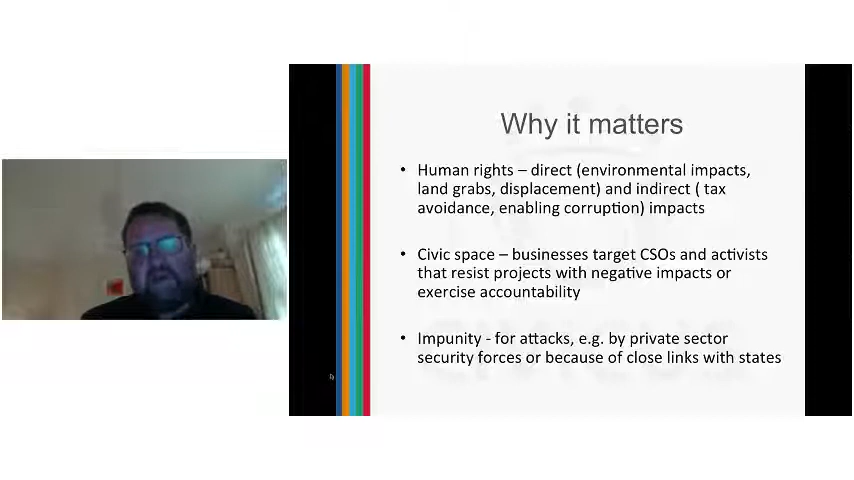 Why it matters
• Human rights – direct (environmental impacts,
land grabs, displacement) and indirect ( tax
avoidance, enabling corruption) impacts
• Civic space – businesses target CSOs and activists
that resist projects with negative impacts or
exercise accountability
• Impunity - for attacks, e.g. by private sector
security forces or because of close links with states